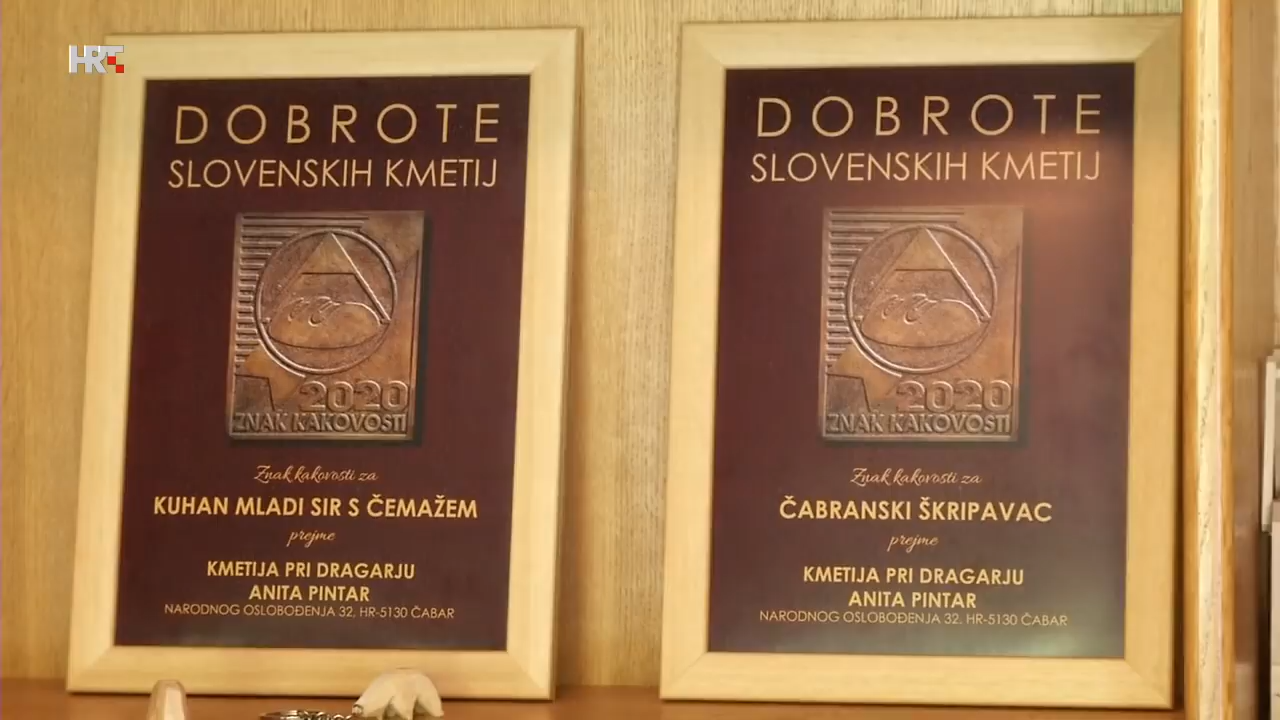 HRT
DOBROTE
SLOVENSKIH KMETIJ
2020
ZNAK KAKOVOSTI
Znak kakovosti za
KUHAN MLADI SIR S ČEMAŽEM
prejme
KMETIJA PRI DRAGARJU
ANITA PINTAR
NARODNOG OSLOBOĐENJA 32, HR-5130 ČABAR
DOBROTE
SLOVENSKIH KMETIJ
2020
ZNAK KAKOVOSTI
Znak kakovosti za
ČABRANSKI ŠKRIPAVAC
prejme
KMETIJA PRI DRAGARJU
ANITA PINTAR
NARODNOG OSLOBOĐENJA 32, HR-5130 ČABAR